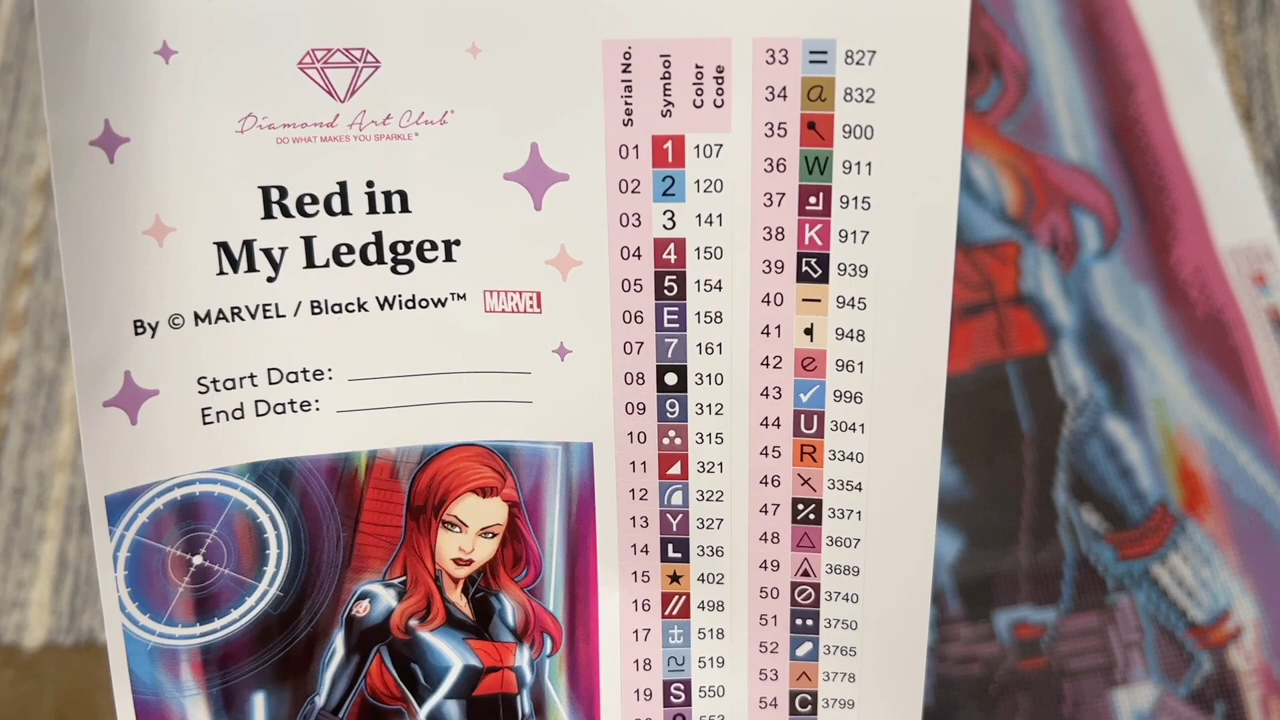 Diamond Art Club®
DO WHAT MAKES YOU SPARKLE®
Red in
My Ledger
By © MARVEL / Black Widow™ MARVEL
Start Date:
End Date:
Serial No. Symbol Color Code
01 1 107
02 2 120
03 3 141
04 4 150
05 5 154
06 E 158
07 7 161
08 310
09 9 312
10 315
11 321
12 322
13 Y 327
14 L 336
15 ★ 402
16 // 498
17 518
18 519
19 S 550
33 = 827
34 a 832
35 900
36 W 911
37 915
38 K 917
39 939
40 – 945
41 948
42 e 961
43 ✓ 996
44 U 3041
45 R 3340
46 3354
47 3371
48 △ 3607
49 3689
50 3740
51 3750
52 3765
53 ^ 3778
54 C 3799